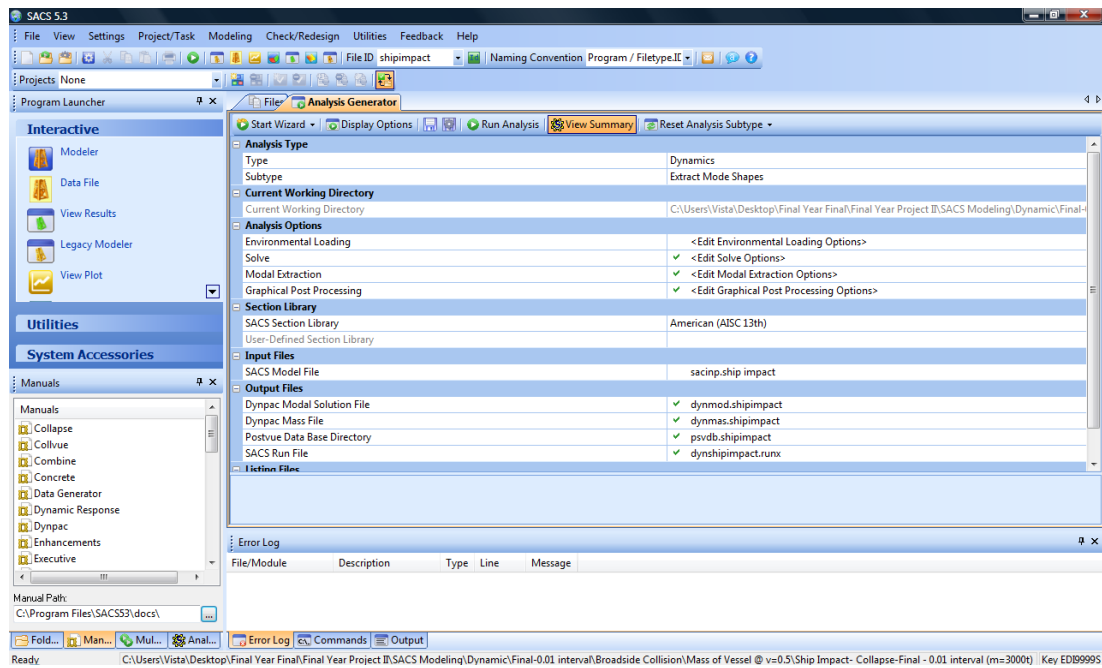 SACS 5.3
File View Settings Project/Task Modeling Check/Redesign Utilities Feedback Help
File ID shipimpact Naming Convention Program / Filetype.IC
Projects None
Program Launcher
Files Analysis Generator
Start Wizard Display Options Run Analysis View Summary Reset Analysis Subtype
Interactive
Modeler
Data File
View Results
Legacy Modeler
View Plot
Utilities
System Accessories
Manuals
Manuals
Collapse
Collvue
Combine
Concrete
Data Generator
Dynamic Response
Dynpac
Enhancements
Executive
Manual Path:
C:\Program Files\SACS53\docs\
...
Fold... Man... Mul... Anal...
Analysis Type
Type Dynamics
Subtype Extract Mode Shapes
Current Working Directory
Current Working Directory C:\Users\Vista\Desktop\Final Year Final\Final Year Project II\SACS Modeling\Dynamic\Final-
Analysis Options
Environmental Loading <Edit Environmental Loading Options>
Solve <Edit Solve Options>
Modal Extraction <Edit Modal Extraction Options>
Graphical Post Processing <Edit Graphical Post Processing Options>
Section Library
SACS Section Library American (AISC 13th)
User-Defined Section Library
Input Files
SACS Model File sacinp.ship impact
Output Files
Dynpac Modal Solution File dynmod.shipimpact
Dynpac Mass File dynmas.shipimpact
Postvue Data Base Directory psvdb.shipimpact
SACS Run File dynshipimpact.runx
Listing Files
Error Log
File/Module Description Type Line Message
Error Log Commands Output
Ready C:\Users\Vista\Desktop\Final Year Final\Final Year Project II\SACS Modeling\Dynamic\Final-0.01 interval\Broadside Collision\Mass of Vessel @ v=0.5\Ship Impact- Collapse-Final - 0.01 interval (m=3000t) Key EDI9999S